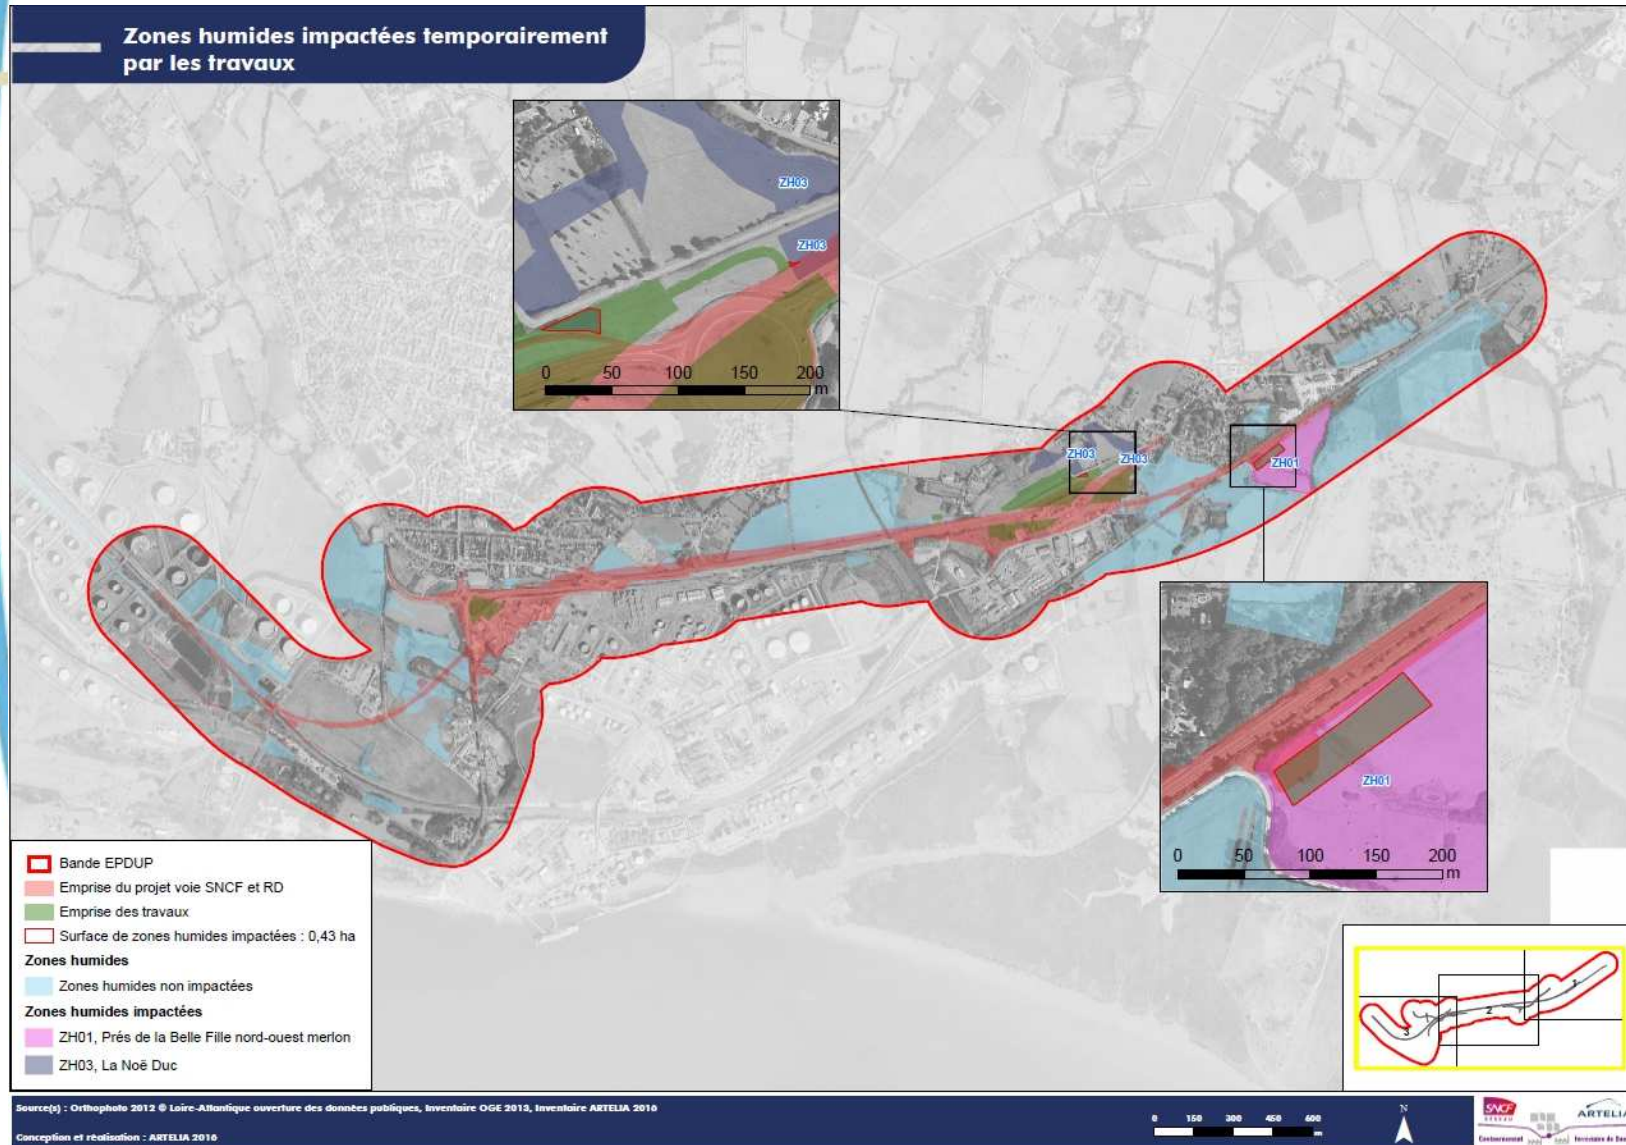 Zones humides impactées temporairement
par les travaux
ZH03
ZH03
0 50 100 150 200
m
ZH03
ZH03
ZH01
ZH01
0 50 100 150 200
m
Bande EPDUP
Emprise du projet voie SNCF et RD
Emprise des travaux
Surface de zones humides impactées : 0,43 ha
Zones humides
Zones humides non impactées
Zones humides impactées
ZH01, Prés de la Belle Fille nord-ouest merlon
ZH03, La Noë Duc
1
2
3
Source(s) : Orthophoto 2012 © Loire-Atlantique ouverture des données publiques, Inventaire OGE 2013, Inventaire ARTELIA 2016
Conception et réalisation : ARTELIA 2016
0 150 300 450 600
m
N
SNCF
RÉSEAU
ARTELIA